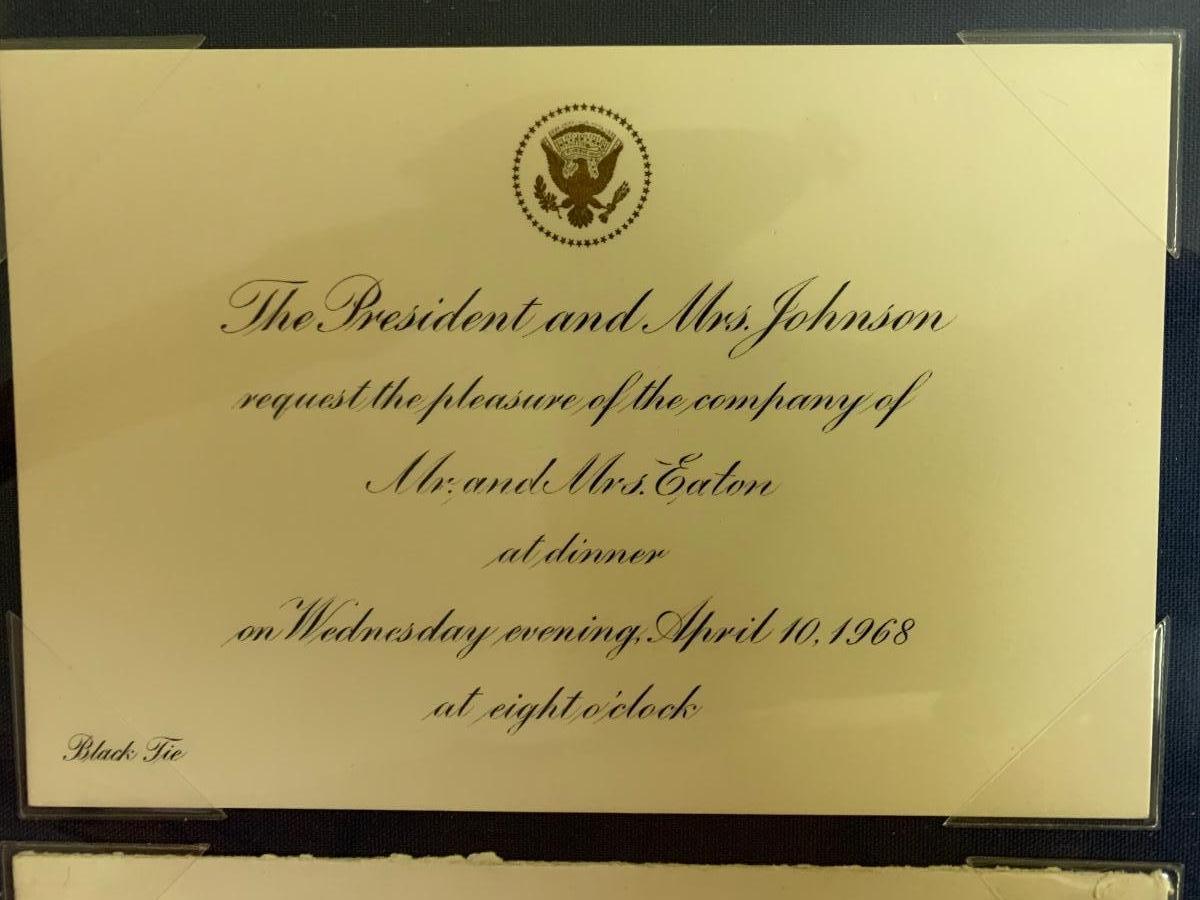 The President and Mrs. Johnson
request the pleasure of the company of
Mr. and Mrs. Eaton
at dinner
on Wednesday evening, April 10, 1968
at eight o'clock
Black Tie